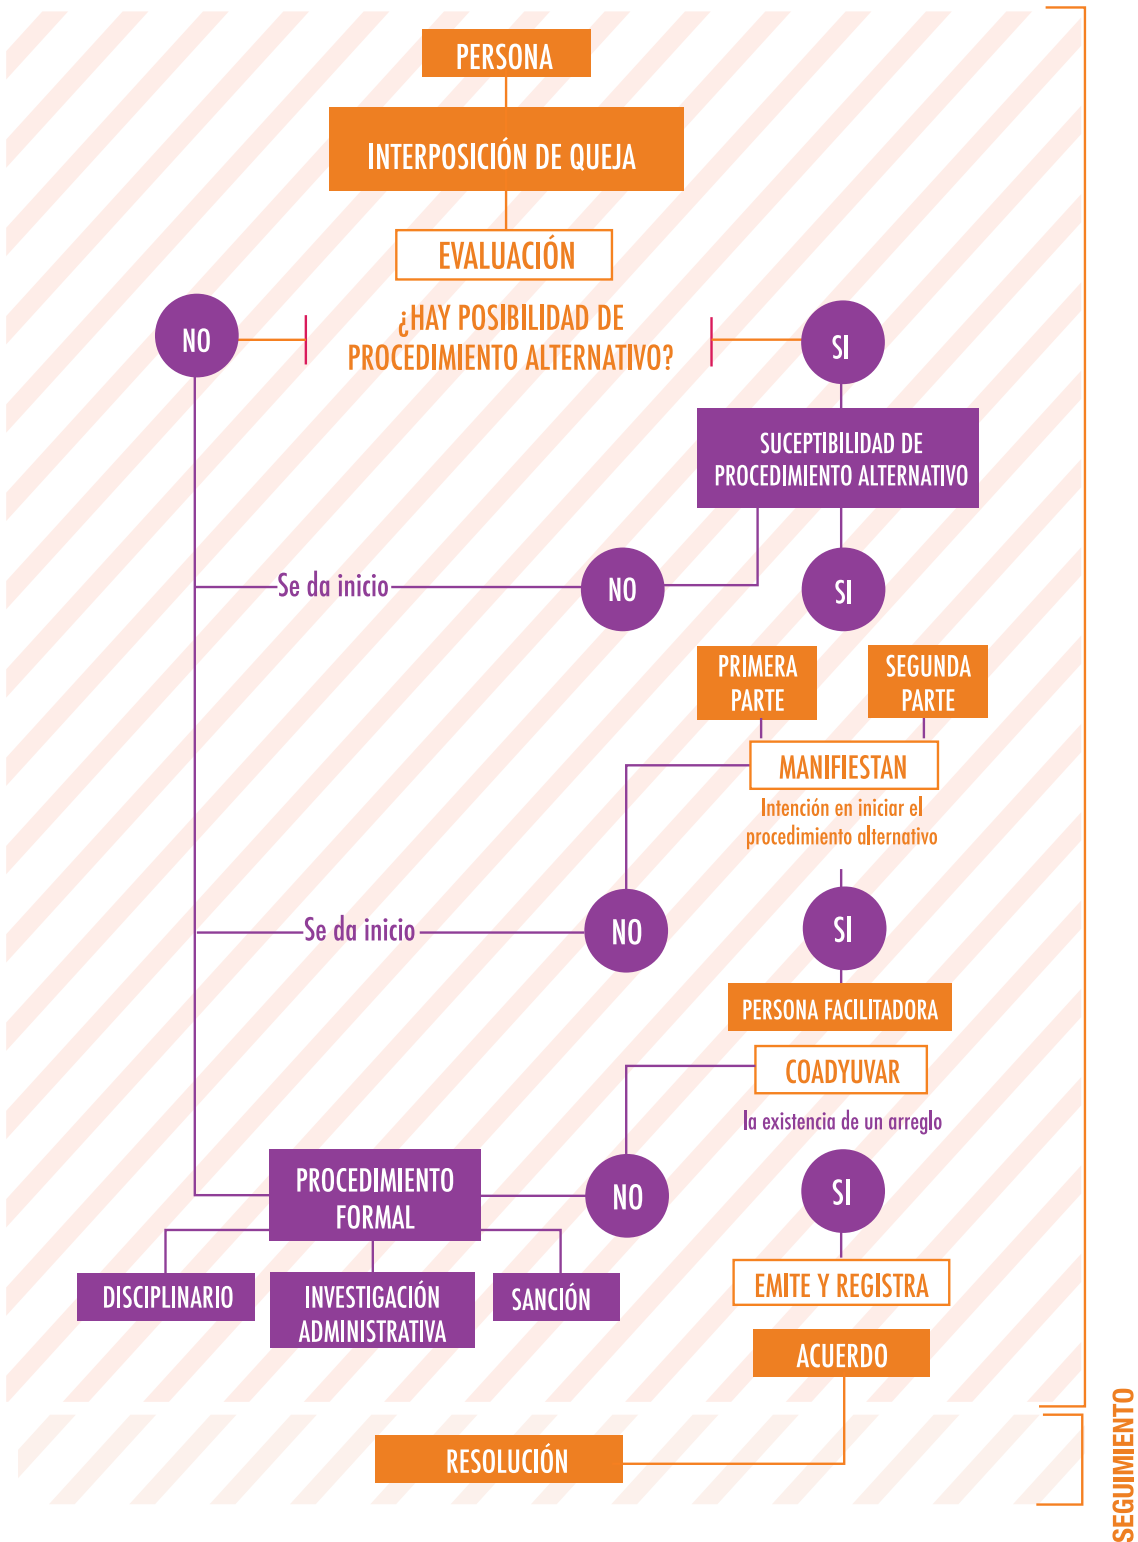 PERSONA
INTERPOSICIÓN DE QUEJA
EVALUACIÓN
¿HAY POSIBILIDAD DE
PROCEDIMIENTO ALTERNATIVO?
NO
SI
SUCEPTIBILIDAD DE
PROCEDIMIENTO ALTERNATIVO
Se da inicio
NO
SI
PRIMERA
PARTE
SEGUNDA
PARTE
MANIFIESTAN
Intención en iniciar el
procedimiento alternativo
Se da inicio
NO
SI
PERSONA FACILITADORA
COADYUVAR
la existencia de un arreglo
PROCEDIMIENTO
FORMAL
NO
SI
DISCIPLINARIO
INVESTIGACIÓN
ADMINISTRATIVA
SANCIÓN
EMITE Y REGISTRA
ACUERDO
RESOLUCIÓN
SEGUIMIENTO